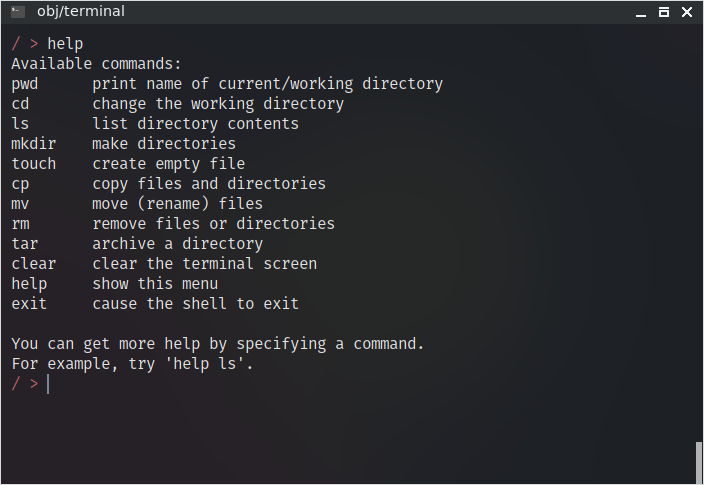 obj/terminal
/ > help
Available commands:
pwd      print name of current/working directory
cd       change the working directory
ls       list directory contents
mkdir    make directories
touch    create empty file
cp       copy files and directories
mv       move (rename) files
rm       remove files or directories
tar      archive a directory
clear    clear the terminal screen
help     show this menu
exit     cause the shell to exit
You can get more help by specifying a command.
For example, try 'help ls'.
/ >